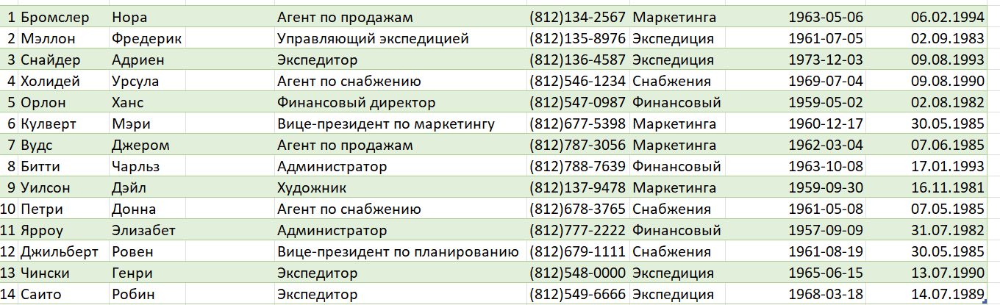 1 Бромслер Нора Агент по продажам (812)134-2567 Маркетинга 1963-05-06 06.02.1994
2 Мэллон Фредерик Управляющий экспедицией (812)135-8976 Экспедиция 1961-07-05 02.09.1983
3 Снайдер Адриен Экспедитор (812)136-4587 Экспедиция 1973-12-03 09.08.1993
4 Холидей Урсула Агент по снабжению (812)546-1234 Снабжения 1969-07-04 09.08.1990
5 Орлон Ханс Финансовый директор (812)547-0987 Финансовый 1959-05-02 02.08.1982
6 Кулверт Мэри Вице-президент по маркетингу (812)677-5398 Маркетинга 1960-12-17 30.05.1985
7 Вудс Джером Агент по продажам (812)787-3056 Маркетинга 1962-03-04 07.06.1985
8 Битти Чарльз Администратор (812)788-7639 Финансовый 1963-10-08 17.01.1993
9 Уилсон Дэйл Художник (812)137-9478 Маркетинга 1959-09-30 16.11.1981
10 Петри Донна Агент по снабжению (812)678-3765 Снабжения 1961-05-08 07.05.1985
11 Ярроу Элизабет Администратор (812)777-2222 Финансовый 1957-09-09 31.07.1982
12 Джильберт Ровен Вице-президент по планированию (812)679-1111 Снабжения 1961-08-19 30.05.1985
13 Чински Генри Экспедитор (812)548-0000 Экспедиция 1965-06-15 13.07.1990
14 Саито Робин Экспедитор (812)549-6666 Экспедиция 1968-03-18 14.07.1989